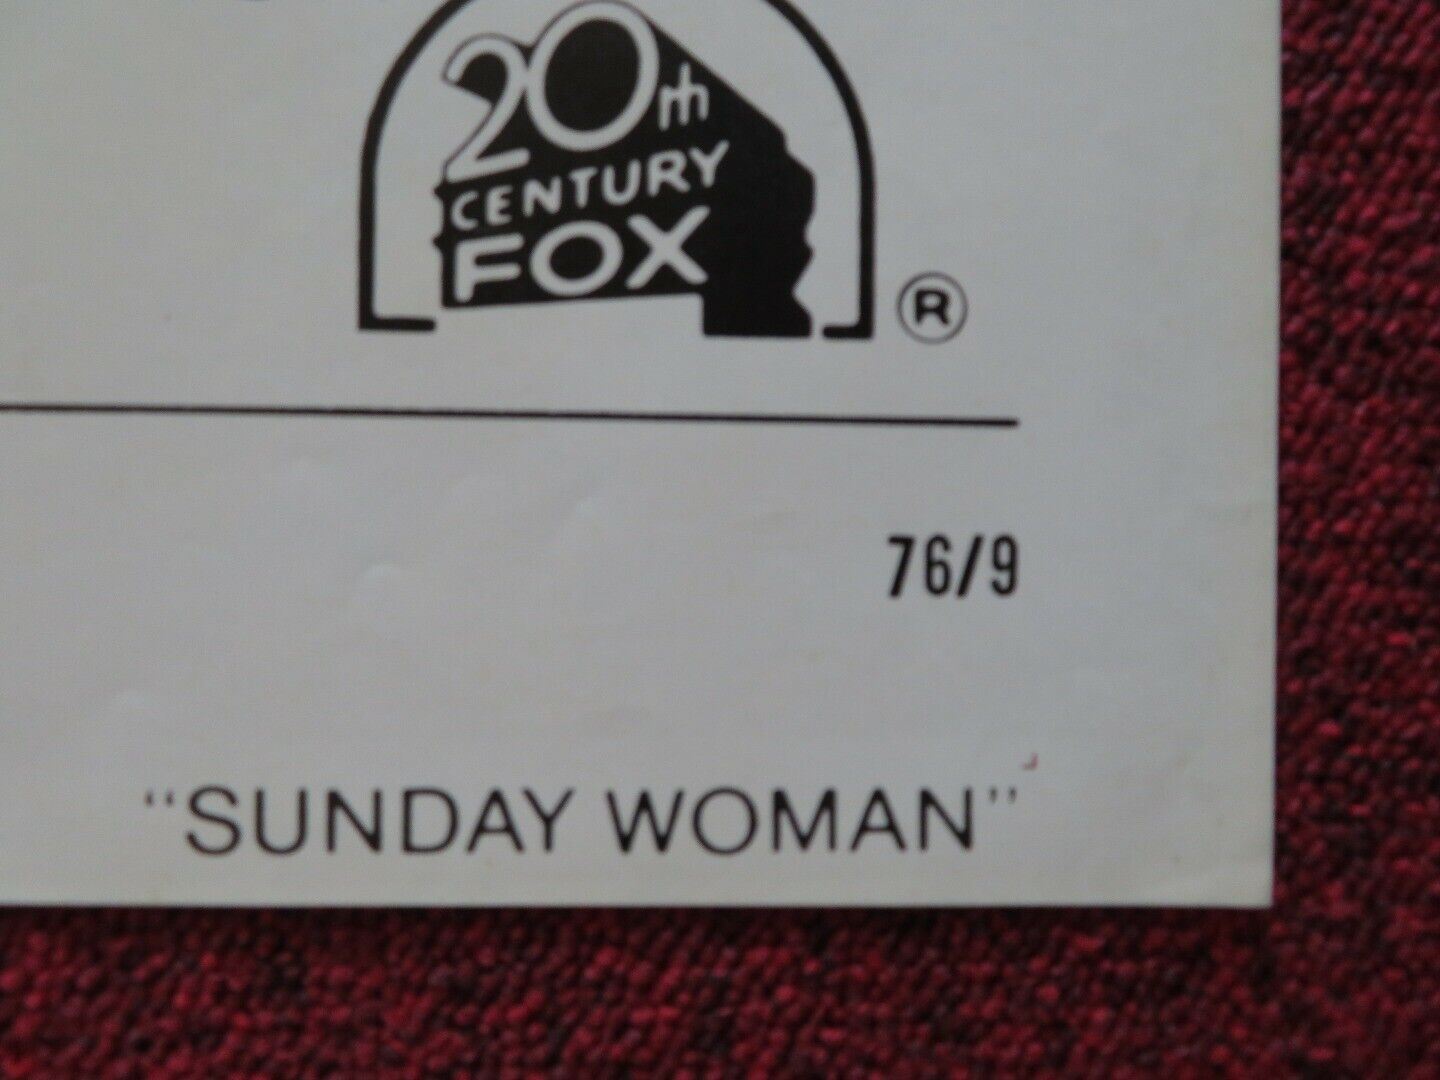 20th
CENTURY
FOX
®
76/9
"SUNDAY WOMAN"